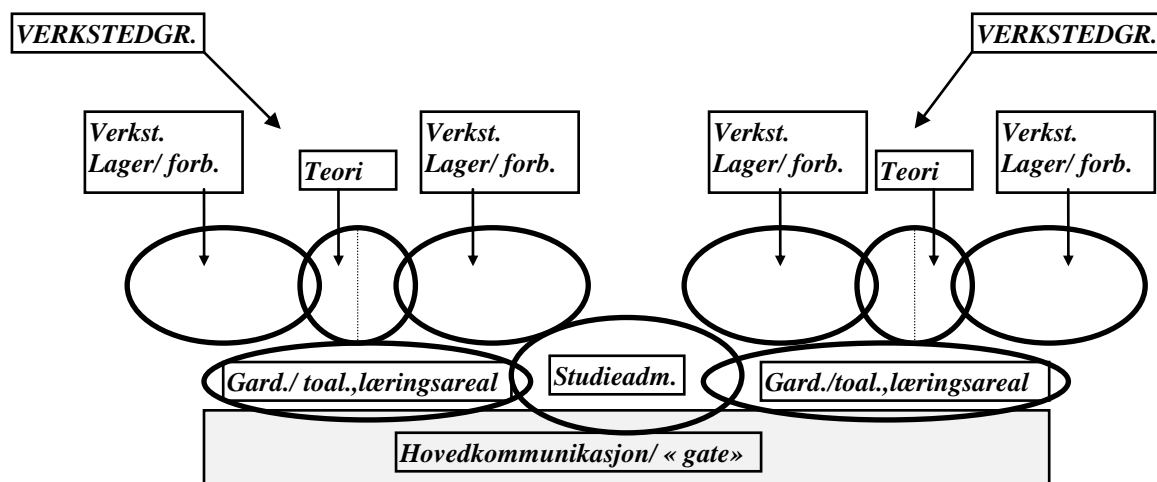 VERKSTEDGR.
VERKSTEDGR.
Verkst.
Lager/ forb.
Teori
Verkst.
Lager/ forb.
Verkst.
Lager/ forb.
Teori
Verkst.
Lager/ forb.
Gard./ toal.,læringsareal
Studieadm.
Gard./toal.,læringsareal
Hovedkommunikasjon/ « gate»